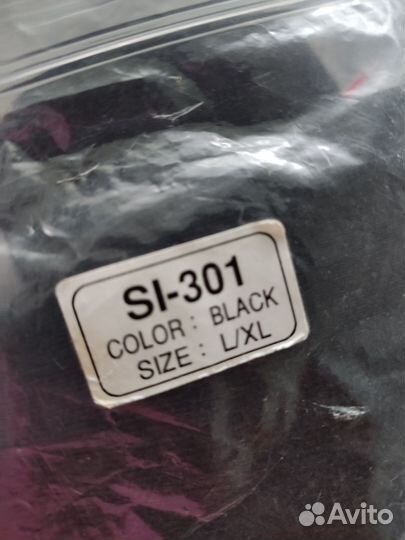 SI-301
COLOR: BLACK
SIZE: L/XL
Avito